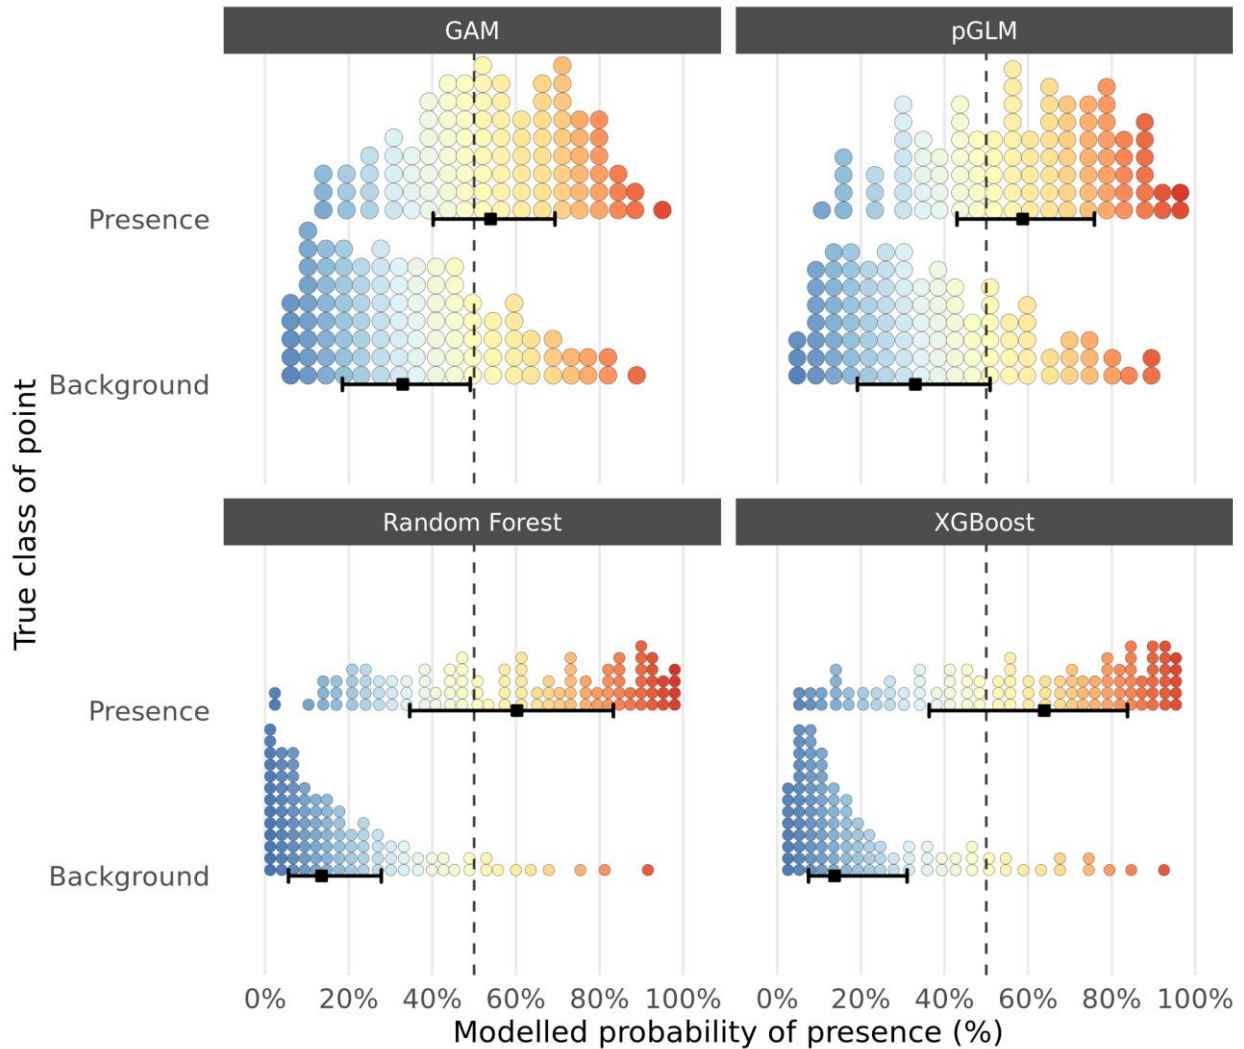 GAM
pGLM
Presence
Background
Random Forest
XGBoost
Presence
Background
0% 20% 40% 60% 80% 100%
0% 20% 40% 60% 80% 100%
Modelled probability of presence (%)
True class of point